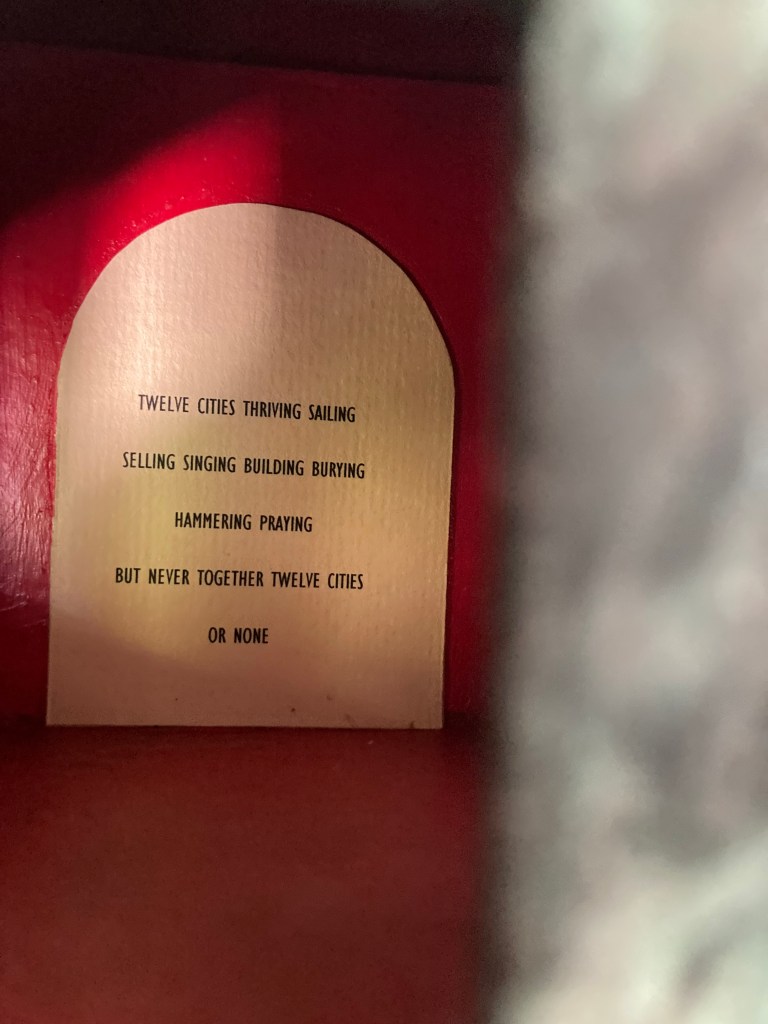 TWELVE CITIES THRIVING SAILING
SELLING SINGING BUILDING BURYING
HAMMERING PRAYING
BUT NEVER TOGETHER TWELVE CITIES
OR NONE